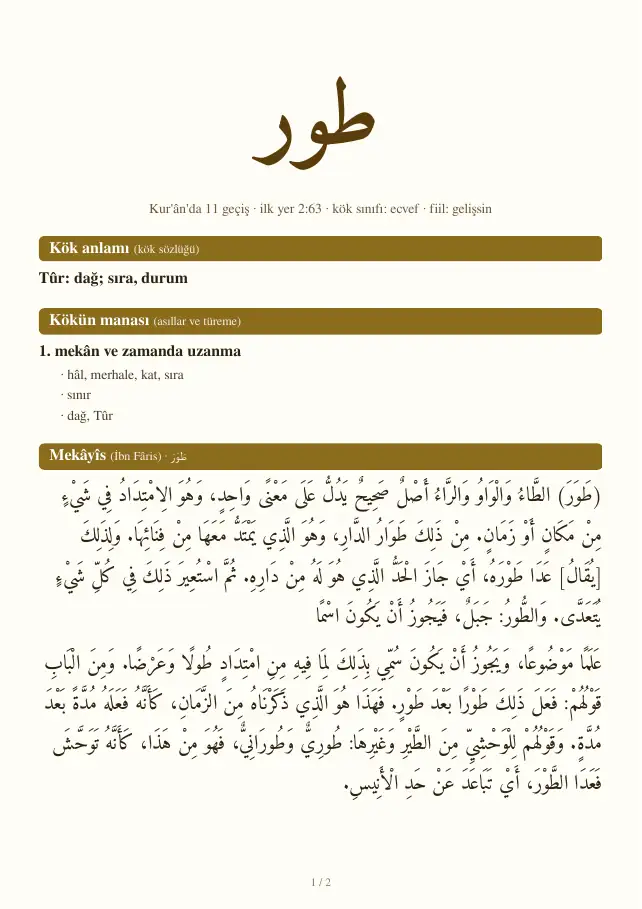 طور
Kur'ân'da 11 geçiş · ilk yer 2:63 · kök sınıfı: ecvef · fiil: gelişsin
Kök anlamı (kök sözlüğü)
Tûr: dağ; sıra, durum
Kökün manası (asıllar ve türeme)
1. mekân ve zamanda uzanma
· hâl, merhale, kat, sıra
· sınır
· dağ, Tûr
Mekâyîs (İbn Fâris) · طَوَرَ
(طَوَرَ) الطَّاءُ وَالْوَاوُ وَالرَّاءُ أَصْلٌ صَحِيحٌ يَدُلُّ عَلَى مَعْنًى وَاحِدٍ، وَهُوَ الِامْتِدَادُ فِي شَيْءٍ
مِنْ مَكَانٍ أَوْ زَمَانٍ. مِنْ ذَلِكَ طَوَارُ الدَّارِ، وَهُوَ الَّذِي يَمْتَدُّ مَعَهَا مِنْ فِنَائِهَا. وَلِذَلِكَ
[يُقَالُ] عَدَا طَوْرَهُ، أَيْ جَازَ الْحَدَّ الَّذِي هُوَ لَهُ مِنْ دَارِهِ. ثُمَّ اسْتُعِيرَ ذَلِكَ فِي كُلِّ شَيْءٍ
يُتَعَدَّى. وَالطُّورُ: جَبَلٌ، فَيَجُوزُ أَنْ يَكُونَ اسْمًا
عَلَمًا مَوْضُوعًا، وَيَجُوزُ أَنْ يَكُونَ سُمِّيَ بِذَلِكَ لِمَا فِيهِ مِنِ امْتِدَادٍ طُولًا وَعَرْضًا. وَمِنَ الْبَابِ
قَوْلُهُمْ: فَعَلَ ذَلِكَ طَوْرًا بَعْدَ طَوْرٍ. فَهَذَا هُوَ الَّذِي ذَكَرْنَاهُ مِنَ الزَّمَانِ، كَأَنَّهُ فَعَلَهُ مُدَّةً بَعْدَ
مُدَّةٍ. وَقَوْلُهُمْ لِلْوَحْشِيِّ مِنَ الطَّيْرِ وَغَيْرِهَا: طُورِيٌّ وَطُورَانِيٌّ، فَهُوَ مِنْ هَذَا، كَأَنَّهُ تَوَحَّشَ
فَعَدَا الطَّوْرَ، أَيْ تَبَاعَدَ عَنْ حَدِ الْأَنِيسِ.
1 / 2